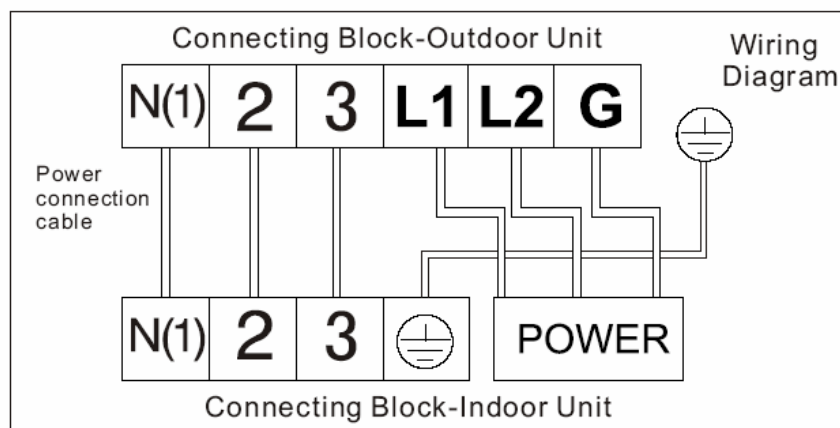 Connecting Block-Outdoor Unit
Wiring
Diagram
N(1) 2 3 L1 L2 G
Power
connection
cable
N(1) 2 3 POWER
Connecting Block-Indoor Unit